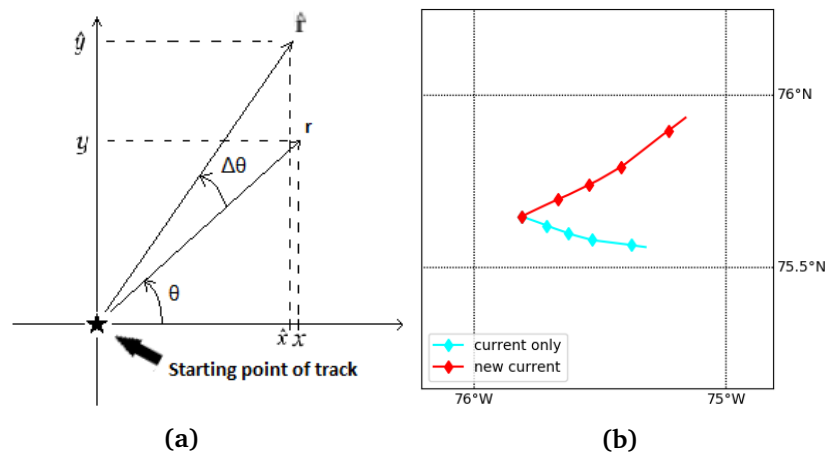 ŷ
r̂
y
r
Δθ
θ
x̂ x
Starting point of track
(a)
76°N
75.5°N
current only
new current
76°W 75°W
(b)